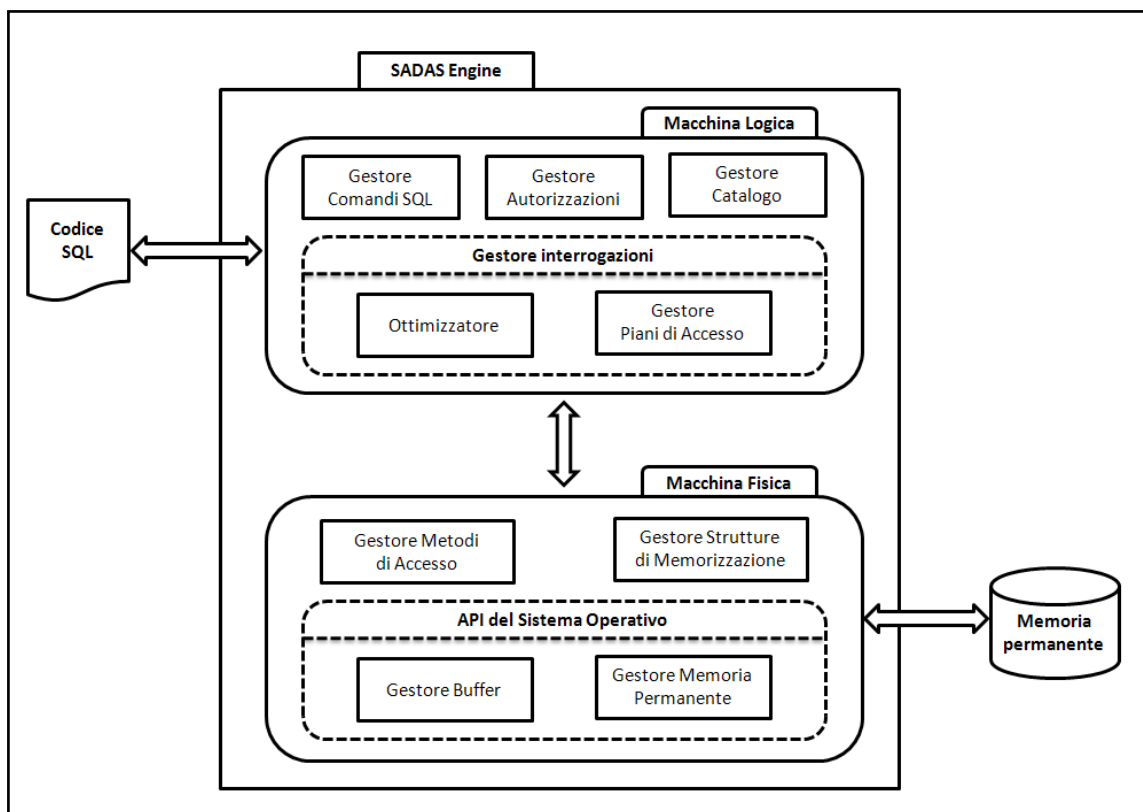 SADAS Engine
Macchina Logica
Gestore
Comandi SQL
Gestore
Autorizzazioni
Gestore
Catalogo
Codice
SQL
Gestore interrogazioni
Ottimizzatore
Gestore
Piani di Accesso
Macchina Fisica
Gestore Metodi
di Accesso
Gestore Strutture
di Memorizzazione
API del Sistema Operativo
Gestore Buffer
Gestore Memoria
Permanente
Memoria
permanente